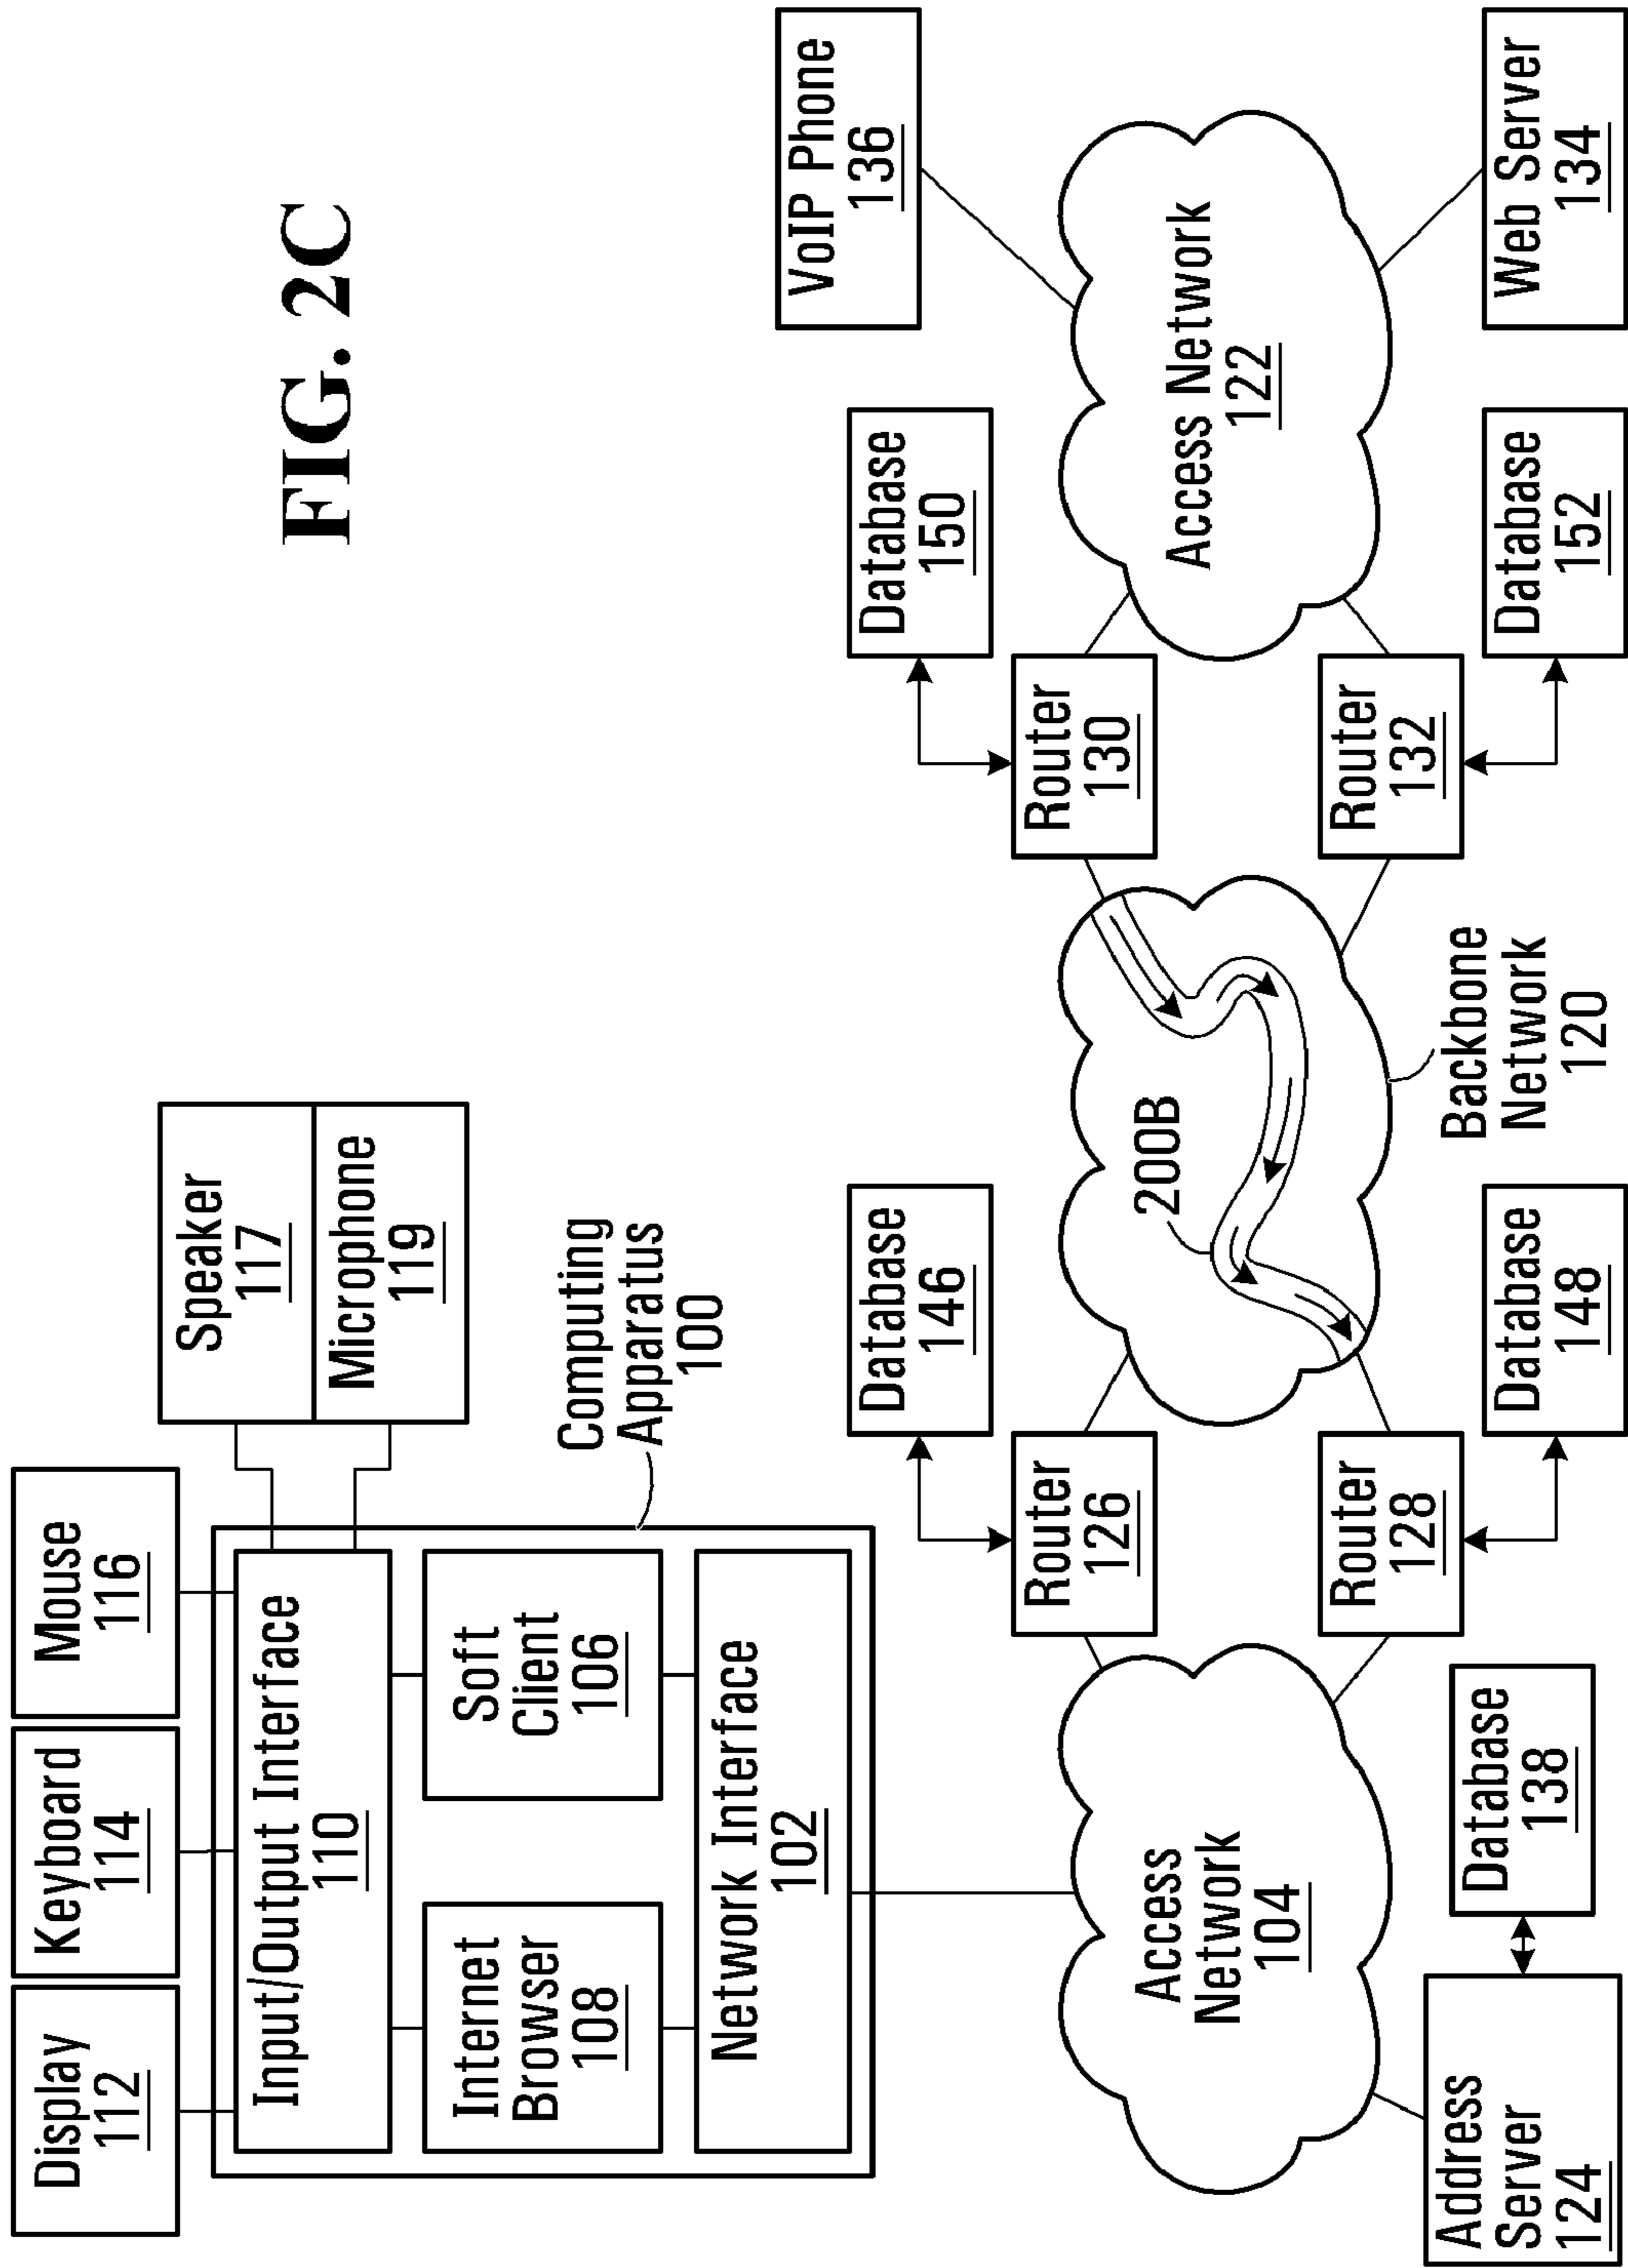 FIG. 2C
Display
112
Keyboard
114
Mouse
116
Speaker
117
Microphone
119
Input/Output Interface
110
Internet
Browser
108
Soft
Client
106
Network Interface
102
Computing
Apparatus
100
Access
Network
104
Address
Server
124
Database
138
Router
126
Database
146
Router
128
Database
148
200B
Backbone
Network
120
Router
130
Database
150
Router
132
Database
152
Access Network
122
VoIP Phone
136
Web Server
134